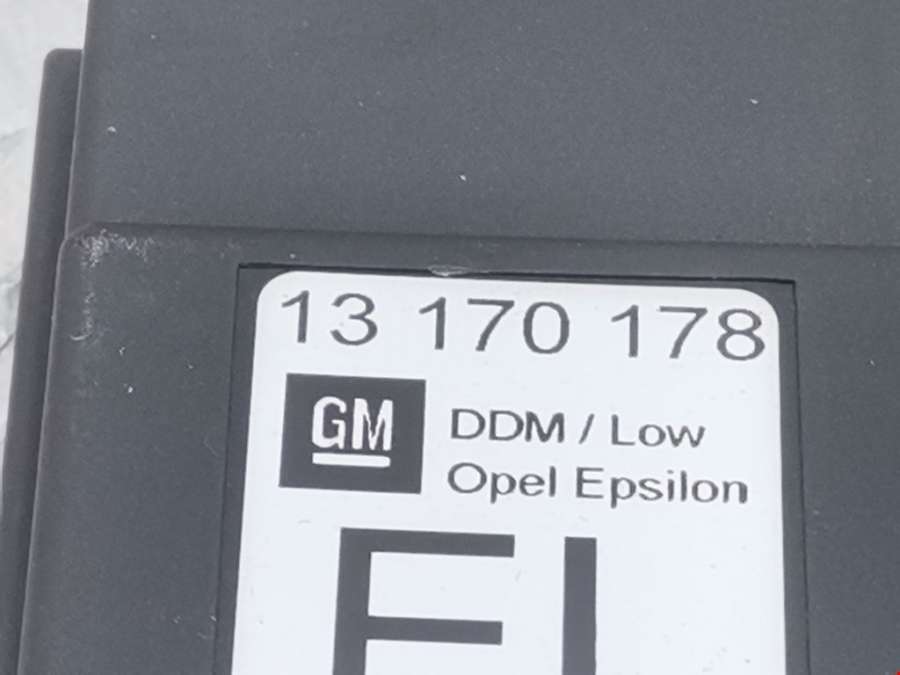 13 170 178
GM
DDM / Low
Opel Epsilon